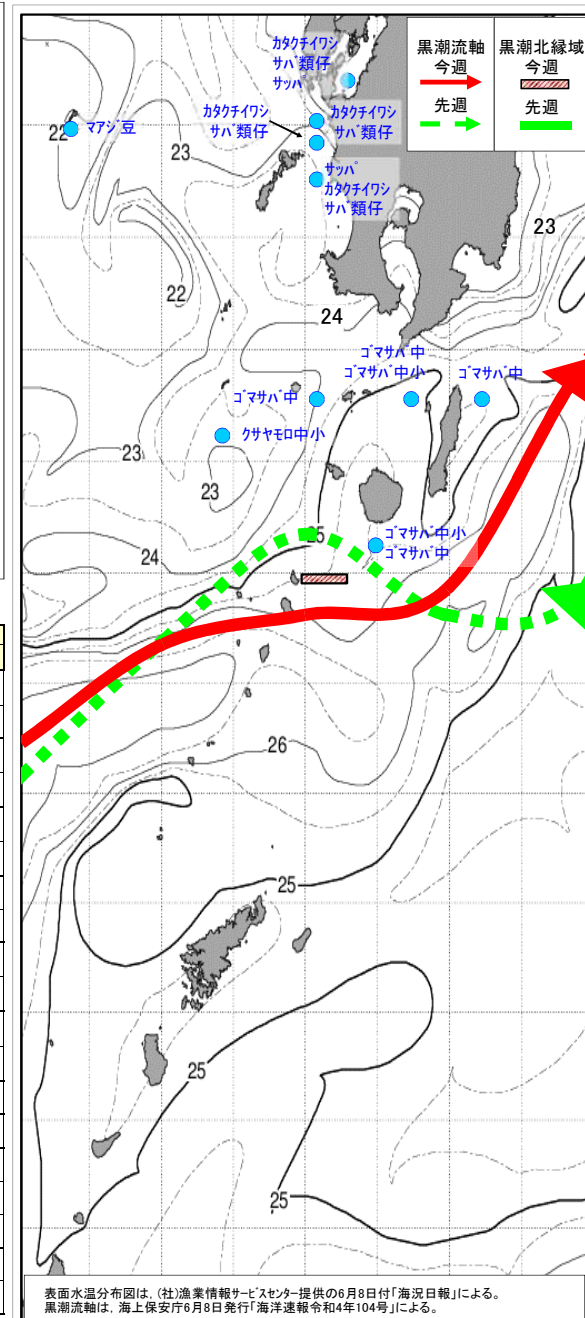 黒潮流軸
今週
先週
黒潮北縁域
今週
先週
カタクチイワシ
サバ類仔
サッパ
カタクチイワシ
サバ類仔
カタクチイワシ
サバ類仔
サッパ
カタクチイワシ
サバ類仔
22
マアジ豆
23
22
23
24
ゴマサバ中
ゴマサバ中小
ゴマサバ中
ゴマサバ中
クサヤモロ中小
23
23
24
25
ゴマサバ中小
ゴマサバ中
26
25
25
25
表面水温分布図は，(社)漁業情報サービスセンター提供の6月8日付「海況日報」による。
黒潮流軸は，海上保安庁6月8日発行「海洋速報令和4年104号」による。